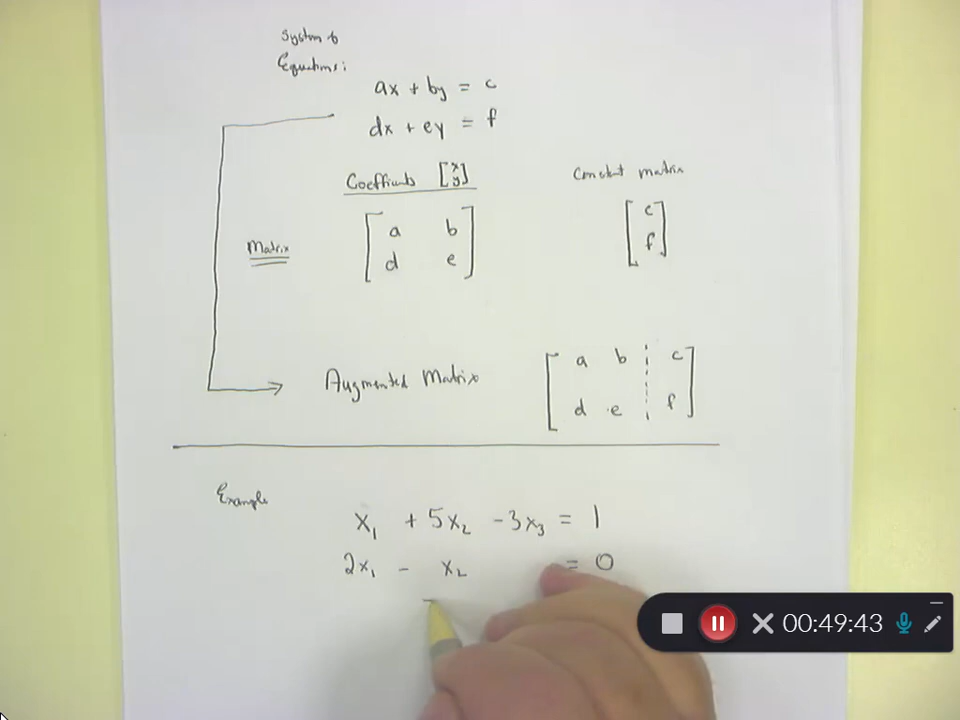 System of
Equations:
ax + by = c
dx + ey = f
Coefficients [x y]
Constant matrix
Matrix
[a b
d e]
[c
f]
Augmented Matrix
[a b c
d e f]
Example
x₁ + 5x₂ - 3x₃ = 1
2x₁ - x₂ = 0
00:49:43